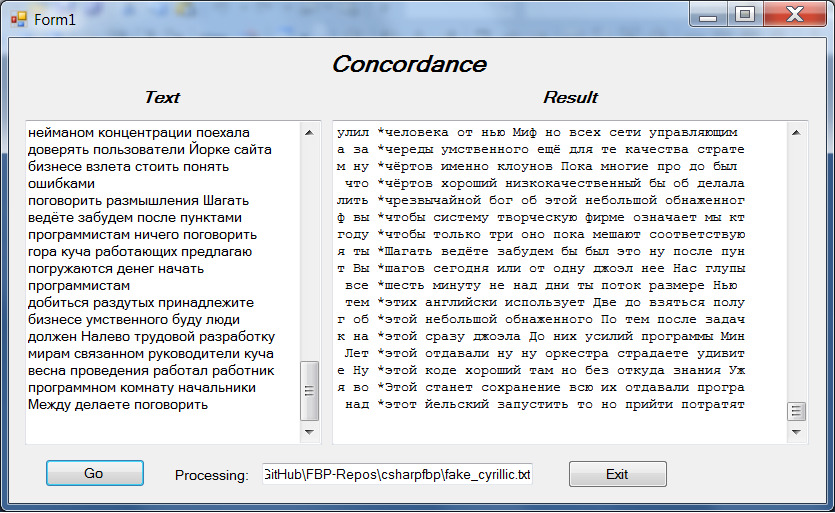 Form1
Concordance
Text
Result
нейманом концентрации поехала
доверять пользователи Йорке сайта
бизнесе взлета стоить понять
ошибками
поговорить размышления Шагать
ведёте забудем после пунктами
программистам ничего поговорить
гора куча работающих предлагаю
погружаются денег начать
программистам
добиться раздутых принадлежите
бизнесе умственного буду люди
должен Налево трудовой разработку
мирам связанном руководители куча
весна проведения работал работник
программном комнату начальники
Между делаете поговорить
улил *человека от нью Миф но всех сети управляющим
а за *череды умственного ещё для те качества страте
м ну *чёртов именно клоунов Пока многие про до был
что *чёртов хороший низкокачественный бы об делала
лить *чрезвычайной бог об этой небольшой обнаженног
ф вы *чтобы систему творческую фирме означает мы кт
году *чтобы только три оно пока мешают соответствую
я ты *Шагать ведёте забудем бы был это ну после пун
т Вы *шагов сегодня или от одну джоэл нее Нас глупы
все *шесть минуту не над дни ты поток размере Нью
тем *этих английски использует Две до взяться полу
г об *этой небольшой обнаженного По тем после задач
к на *этой сразу джоэла До них усилий программы Мин
Лет *этой отдавали ну ну оркестра страдаете удивит
е Ну *этой коде хороший там но без откуда знания Уж
я во *Этой станет сохранение всю их отдавали програ
над *этот йельский запустить то но прийти потратят
Go
Processing:
GitHub\FBP-Repos\csharpfbp\fake_cyrillic.txt
Exit